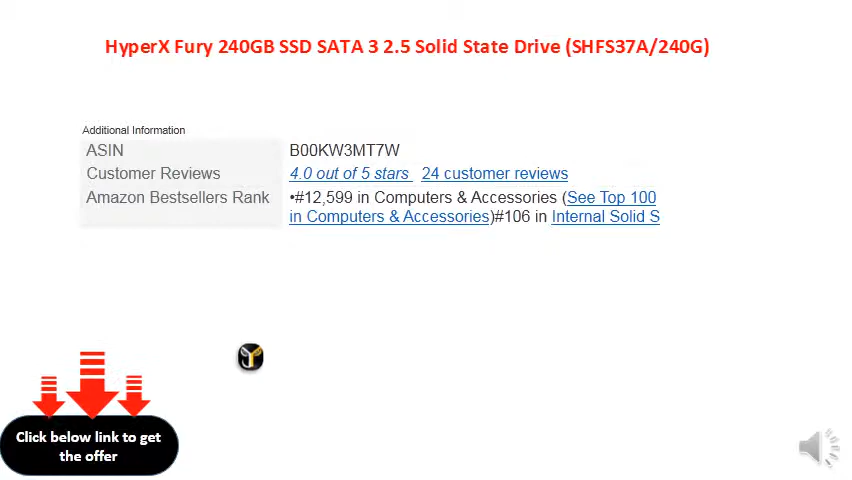 HyperX Fury 240GB SSD SATA 3 2.5 Solid State Drive (SHFS37A/240G)
Additional Information
ASIN B00KW3MT7W
Customer Reviews 4.0 out of 5 stars 24 customer reviews
Amazon Bestsellers Rank •#12,599 in Computers & Accessories (See Top 100
in Computers & Accessories)#106 in Internal Solid S
Click below link to get
the offer